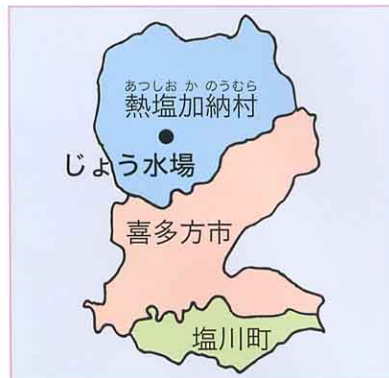 あつしおかのうむら
熱塩加納村
じょう水場
喜多方市
塩川町